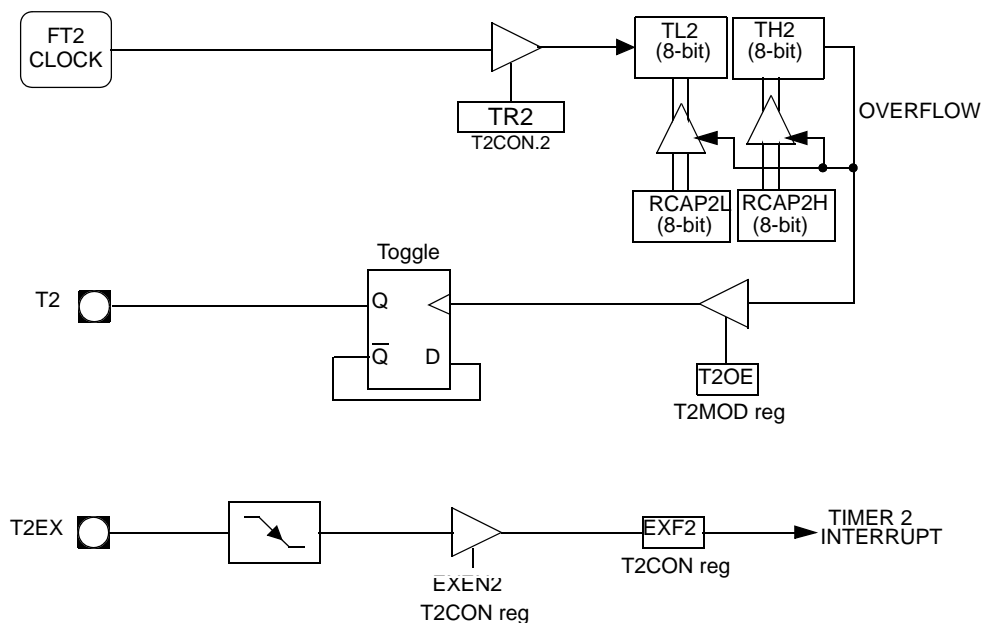 FT2
CLOCK
TL2
(8-bit)
TH2
(8-bit)
OVERFLOW
TR2
T2CON.2
RCAP2L
(8-bit)
RCAP2H
(8-bit)
Toggle
T2
Q
Q
D
T2OE
T2MOD reg
T2EX
EXEN2
T2CON reg
EXF2
T2CON reg
TIMER 2
INTERRUPT